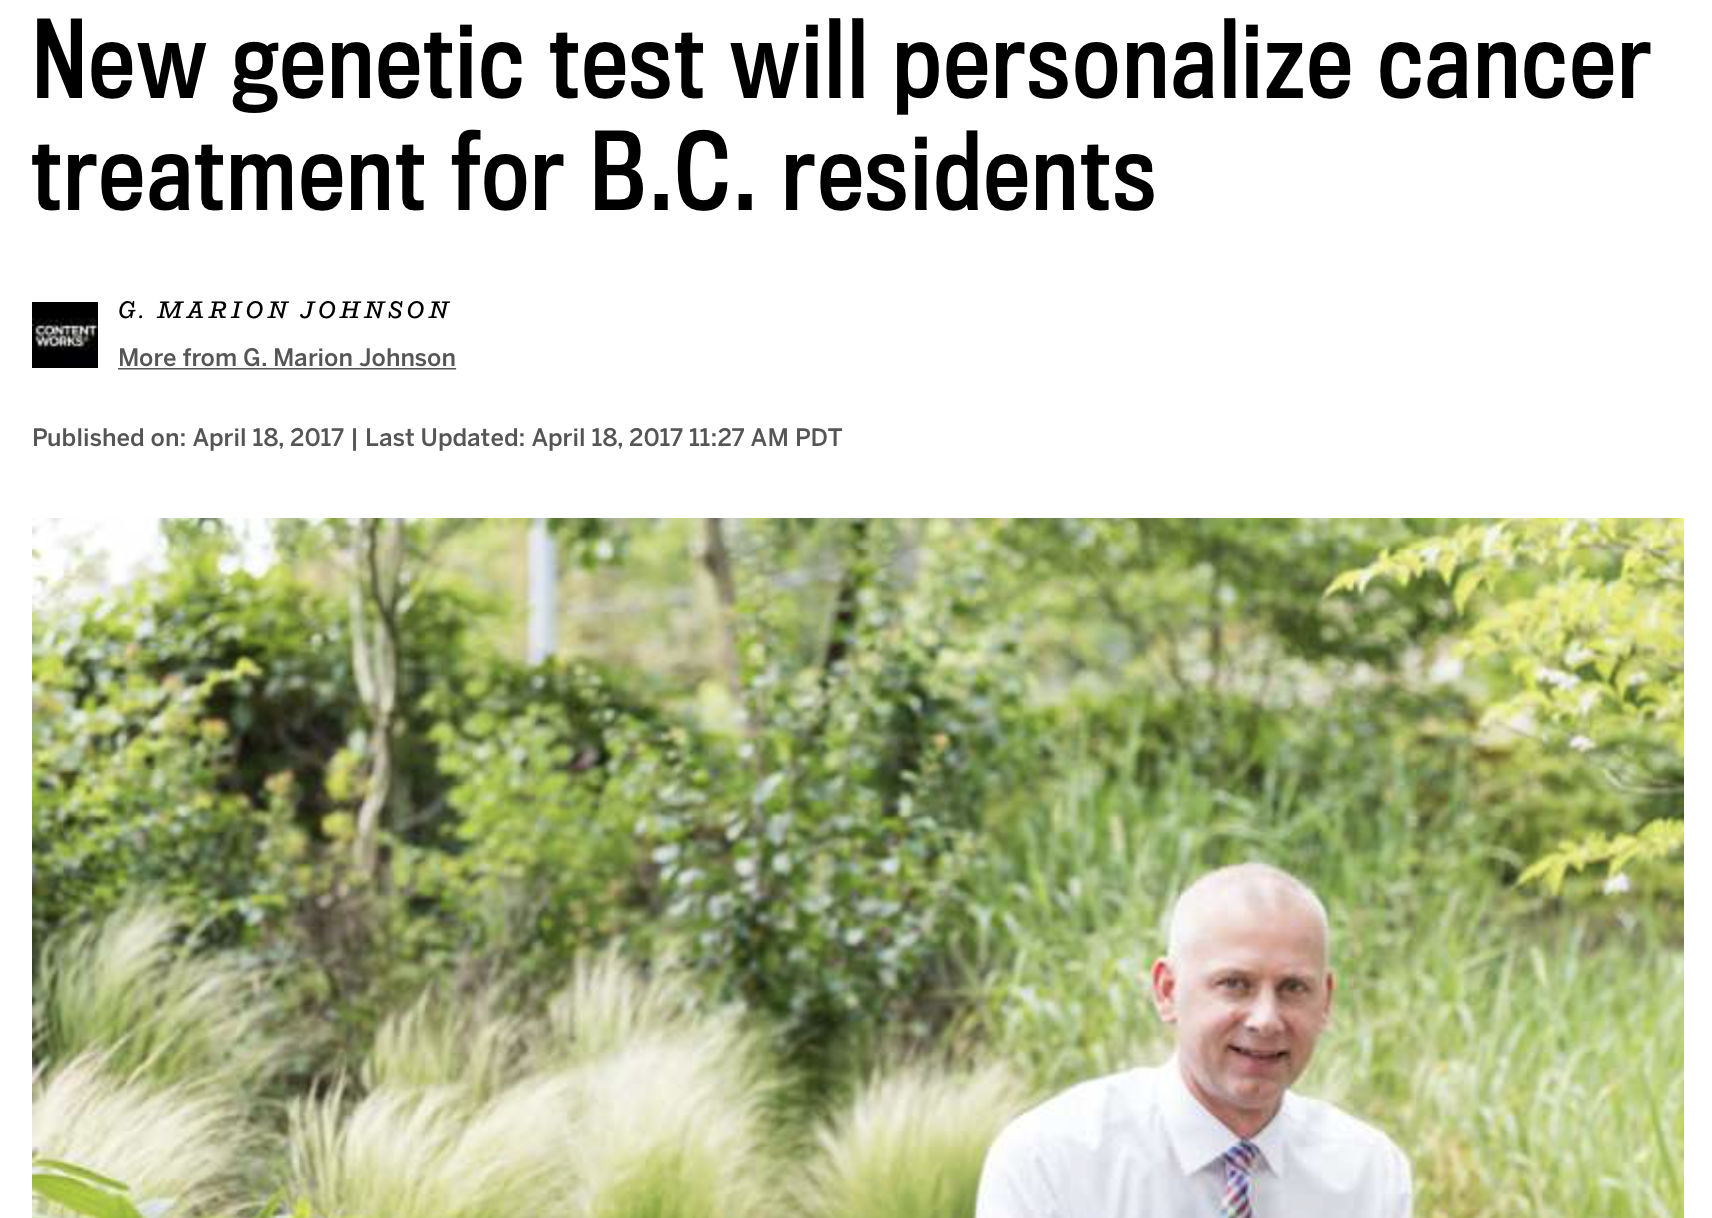 New genetic test will personalize cancer
treatment for B.C. residents
CONTENT
WORKS
G. MARION JOHNSON
More from G. Marion Johnson
Published on: April 18, 2017 | Last Updated: April 18, 2017 11:27 AM PDT